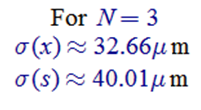 For N = 3
σ(x) ≈ 32.66μm
σ(s) ≈ 40.01μm